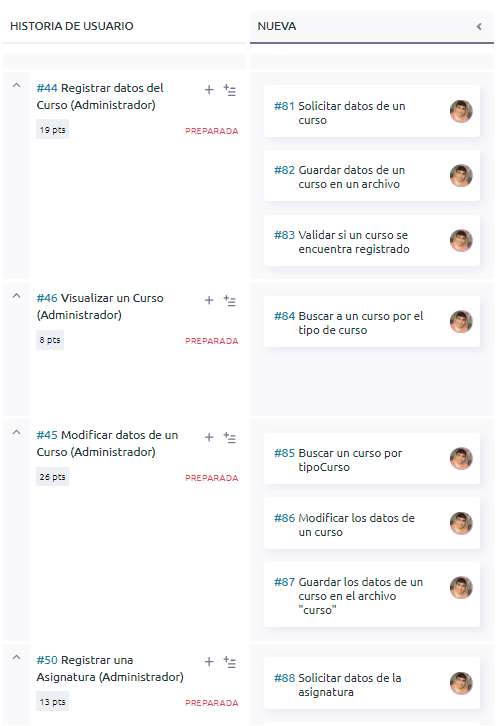 HISTORIA DE USUARIO
NUEVA
#44 Registrar datos del
Curso (Administrador)
19 pts
PREPARADA
#81 Solicitar datos de un
curso
#82 Guardar datos de un
curso en un archivo
#83 Validar si un curso se
encuentra registrado
#46 Visualizar un Curso
(Administrador)
8 pts
PREPARADA
#84 Buscar a un curso por el
tipo de curso
#45 Modificar datos de un
Curso (Administrador)
26 pts
PREPARADA
#85 Buscar un curso por
tipoCurso
#86 Modificar los datos de
un curso
#87 Guardar los datos de un
curso en el archivo
"curso"
#50 Registrar una
Asignatura (Administrador)
13 pts
PREPARADA
#88 Solicitar datos de la
asignatura